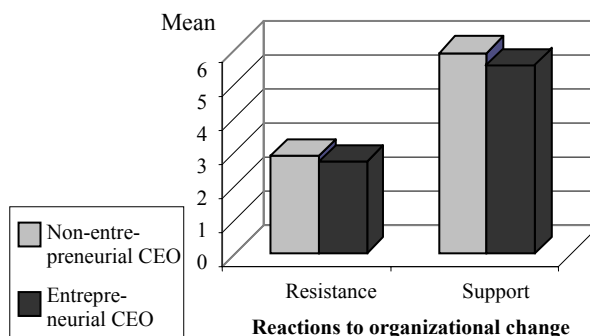 Mean
6
5
4
3
2
1
0
Non-entre-
preneurial CEO
Entrepre-
neurial CEO
Resistance
Support
Reactions to organizational change